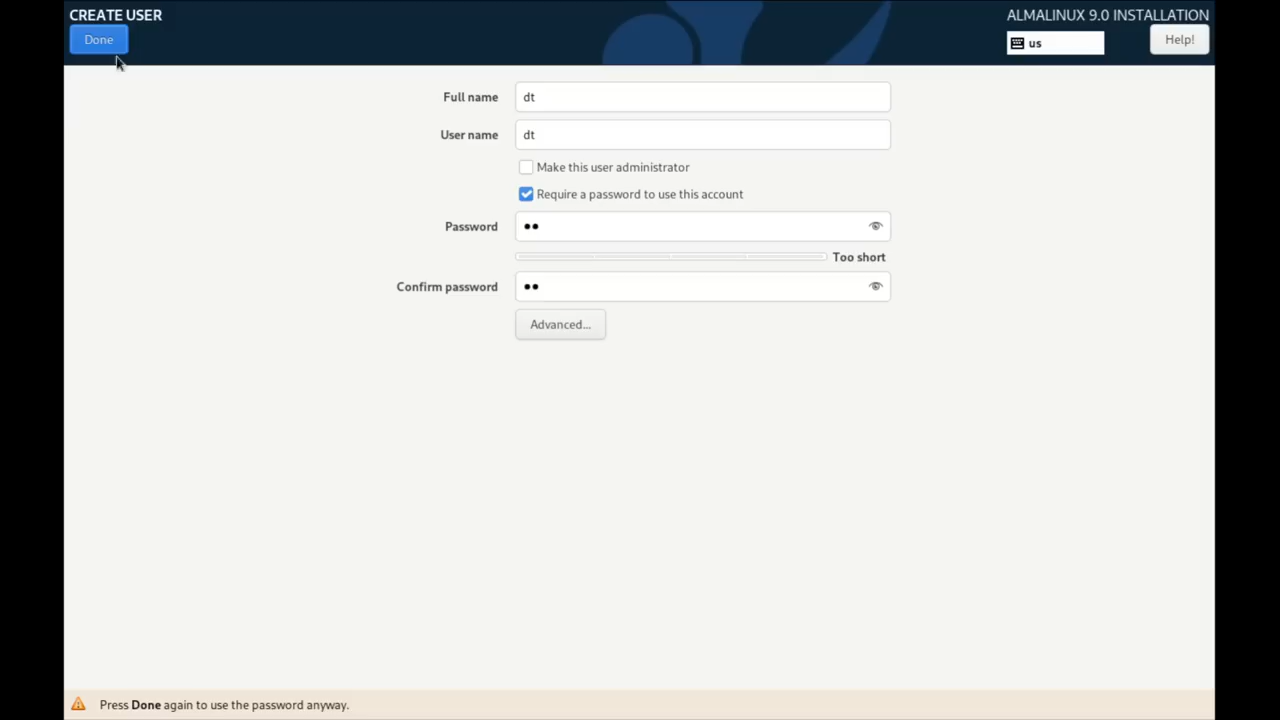 CREATE USER
ALMALINUX 9.0 INSTALLATION
Done
us
Help!
Full name
dt
User name
dt
Make this user administrator
Require a password to use this account
Password
●●
Too short
Confirm password
●●
Advanced...
Press Done again to use the password anyway.